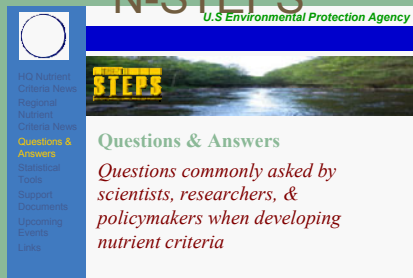 N-STEPS
U.S Environmental Protection Agency
STEPS
HQ Nutrient
Criteria News
Regional
Nutrient
Criteria News
Questions &
Answers
Statistical
Tools
Support
Documents
Upcoming
Events
Links
Questions & Answers
Questions commonly asked by
scientists, researchers, &
policymakers when developing
nutrient criteria